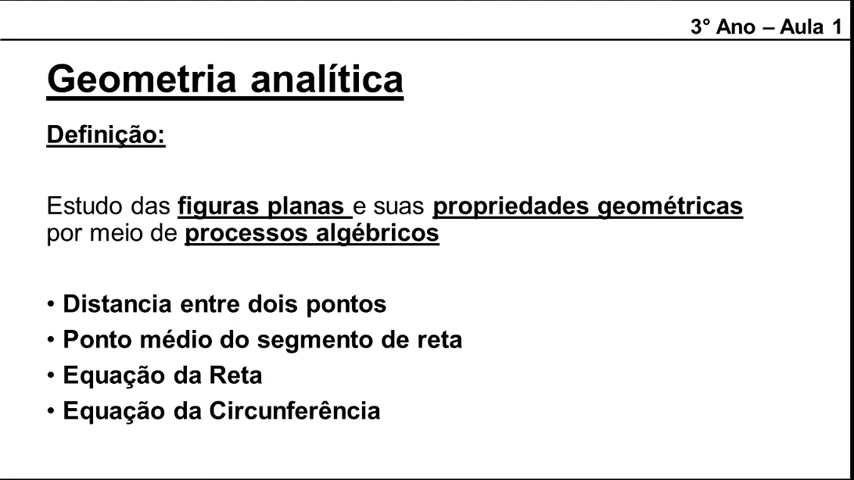 3° Ano – Aula 1
Geometria analítica
Definição:
Estudo das figuras planas e suas propriedades geométricas
por meio de processos algébricos
• Distancia entre dois pontos
• Ponto médio do segmento de reta
• Equação da Reta
• Equação da Circunferência